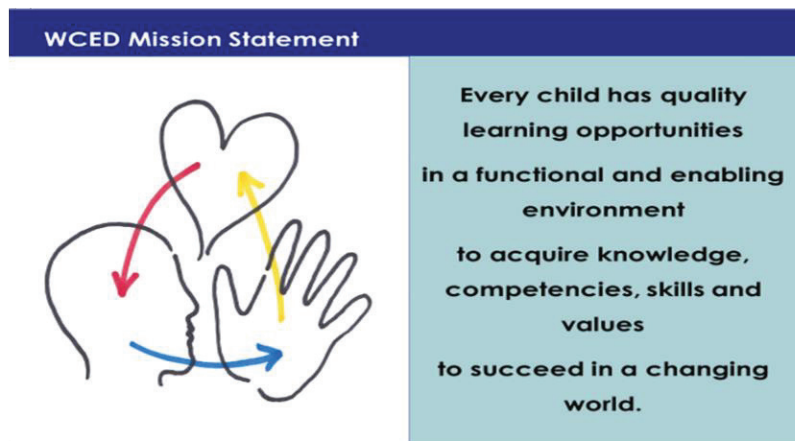 WCED Mission Statement
Every child has quality
learning opportunities
in a functional and enabling
environment
to acquire knowledge,
competencies, skills and
values
to succeed in a changing
world.